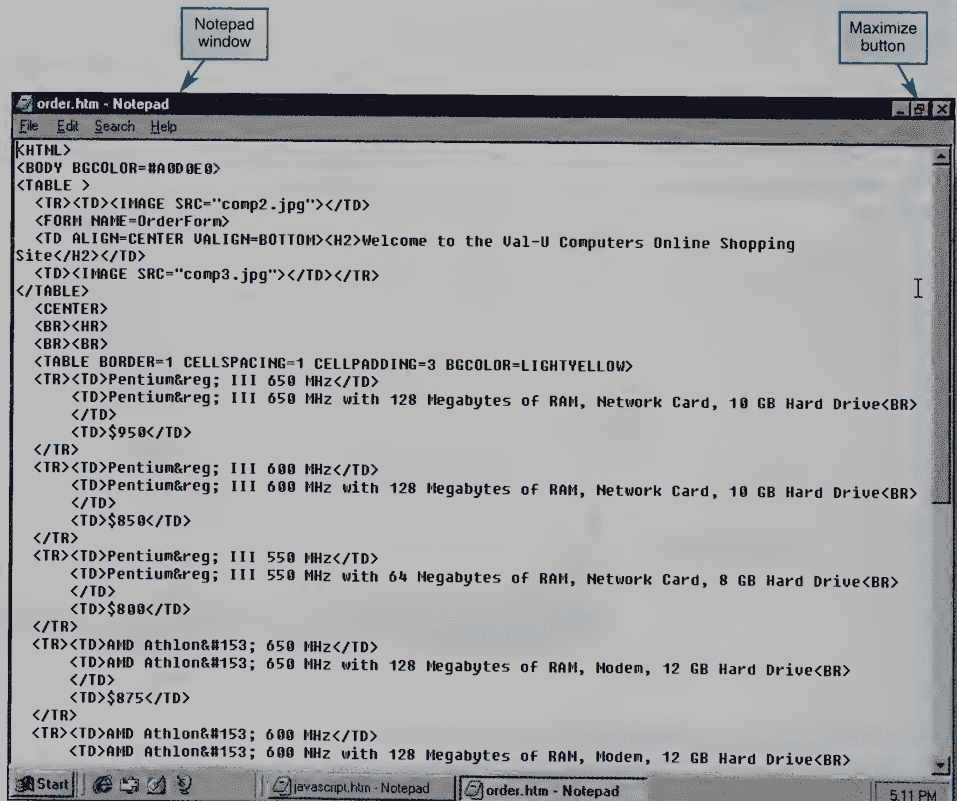 Notepad
window
Maximize
button
order.htm - Notepad
File Edit Search Help
<HTML>
<BODY BGCOLOR=#A0D0E0>
<TABLE >
<TR><TD><IMAGE SRC="comp2.jpg"></TD>
<FORM NAME=OrderForm>
<TD ALIGN=CENTER VALIGN=BOTTOM><H2>Welcome to the Val-U Computers Online Shopping
Site</H2></TD>
<TD><IMAGE SRC="comp3.jpg"></TD></TR>
</TABLE>
<CENTER>
<BR><HR>
<BR><BR>
<TABLE BORDER=1 CELLSPACING=1 CELLPADDING=3 BGCOLOR=LIGHTYELLOW>
<TR><TD>Pentium&reg; III 650 MHz</TD>
<TD>Pentium&reg; III 650 MHz with 128 Megabytes of RAM, Network Card, 10 GB Hard Drive<BR>
</TD>
<TD>$950</TD>
</TR>
<TR><TD>Pentium&reg; III 600 MHz</TD>
<TD>Pentium&reg; III 600 MHz with 128 Megabytes of RAM, Network Card, 10 GB Hard Drive<BR>
</TD>
<TD>$850</TD>
</TR>
<TR><TD>Pentium&reg; III 550 MHz</TD>
<TD>Pentium&reg; III 550 MHz with 64 Megabytes of RAM, Network Card, 8 GB Hard Drive<BR>
</TD>
<TD>$800</TD>
</TR>
<TR><TD>AMD Athlon&#153; 650 MHz</TD>
<TD>AMD Athlon&#153; 650 MHz with 128 Megabytes of RAM, Modem, 12 GB Hard Drive<BR>
</TD>
<TD>$875</TD>
</TR>
<TR><TD>AMD Athlon&#153; 600 MHz</TD>
<TD>AMD Athlon&#153; 600 MHz with 128 Megabytes of RAM, Modem, 12 GB Hard Drive<BR>
Start javascript.htm - Notepad order.htm - Notepad 5:11 PM